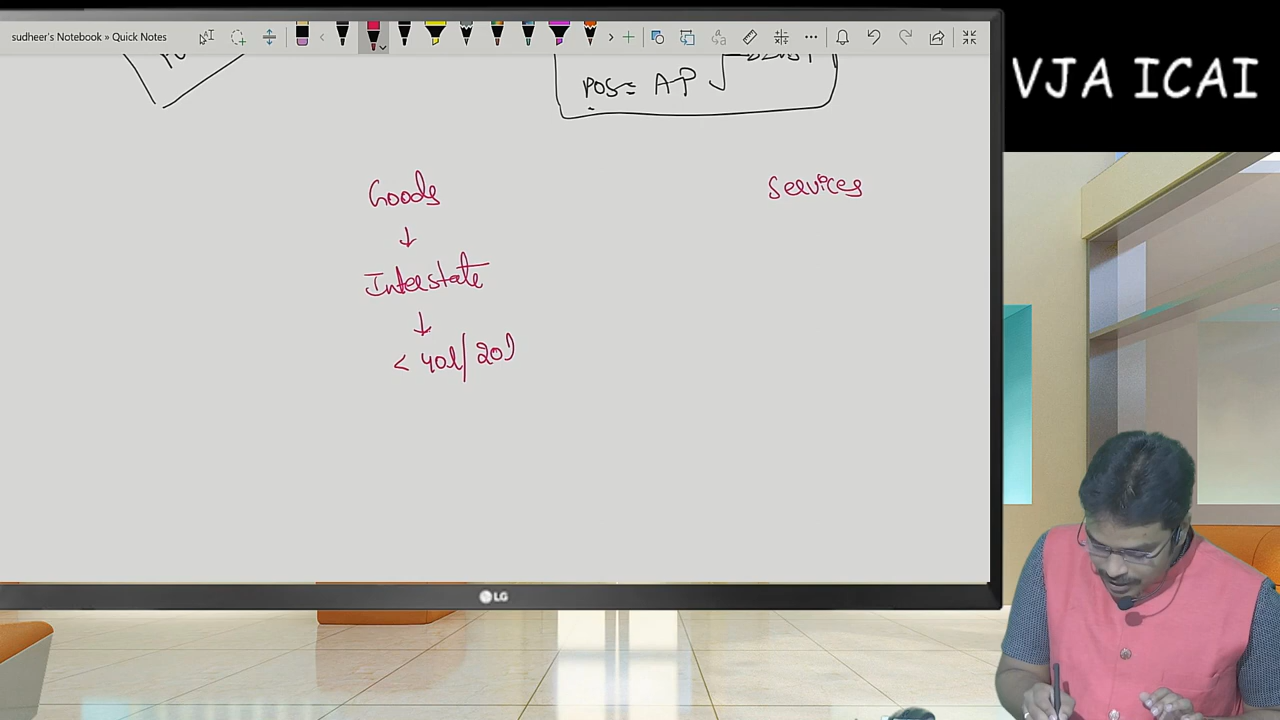 sudheer's Notebook » Quick Notes
VJA ICAI
POS= AP
Goods
Services
Interstate
< 40l/20l
LG